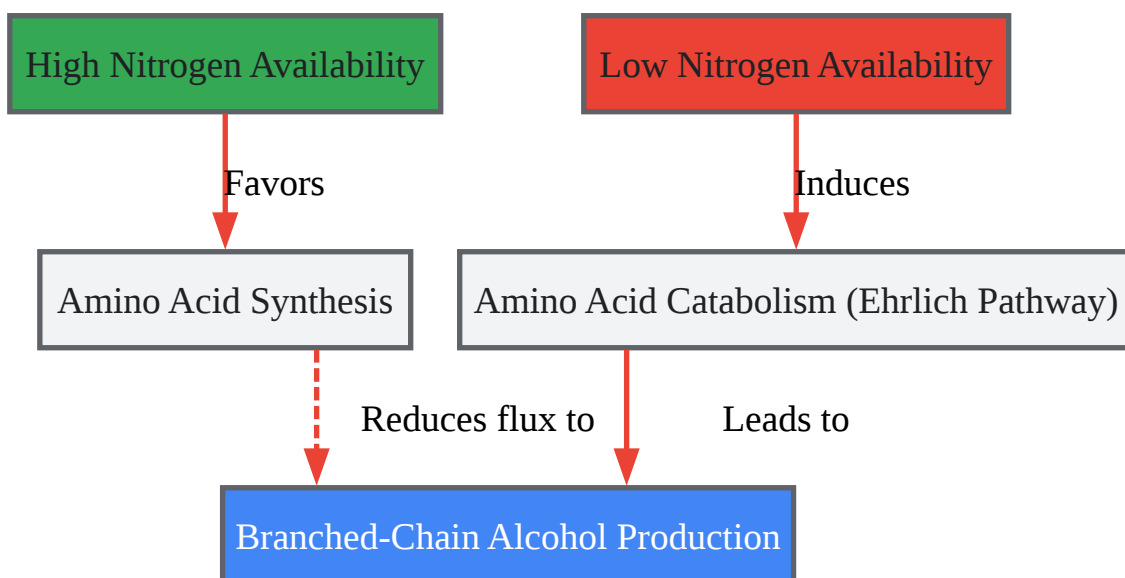 High Nitrogen Availability
Low Nitrogen Availability
Favors
Induces
Amino Acid Synthesis
Amino Acid Catabolism (Ehrlich Pathway)
Reduces flux to
Leads to
Branched-Chain Alcohol Production